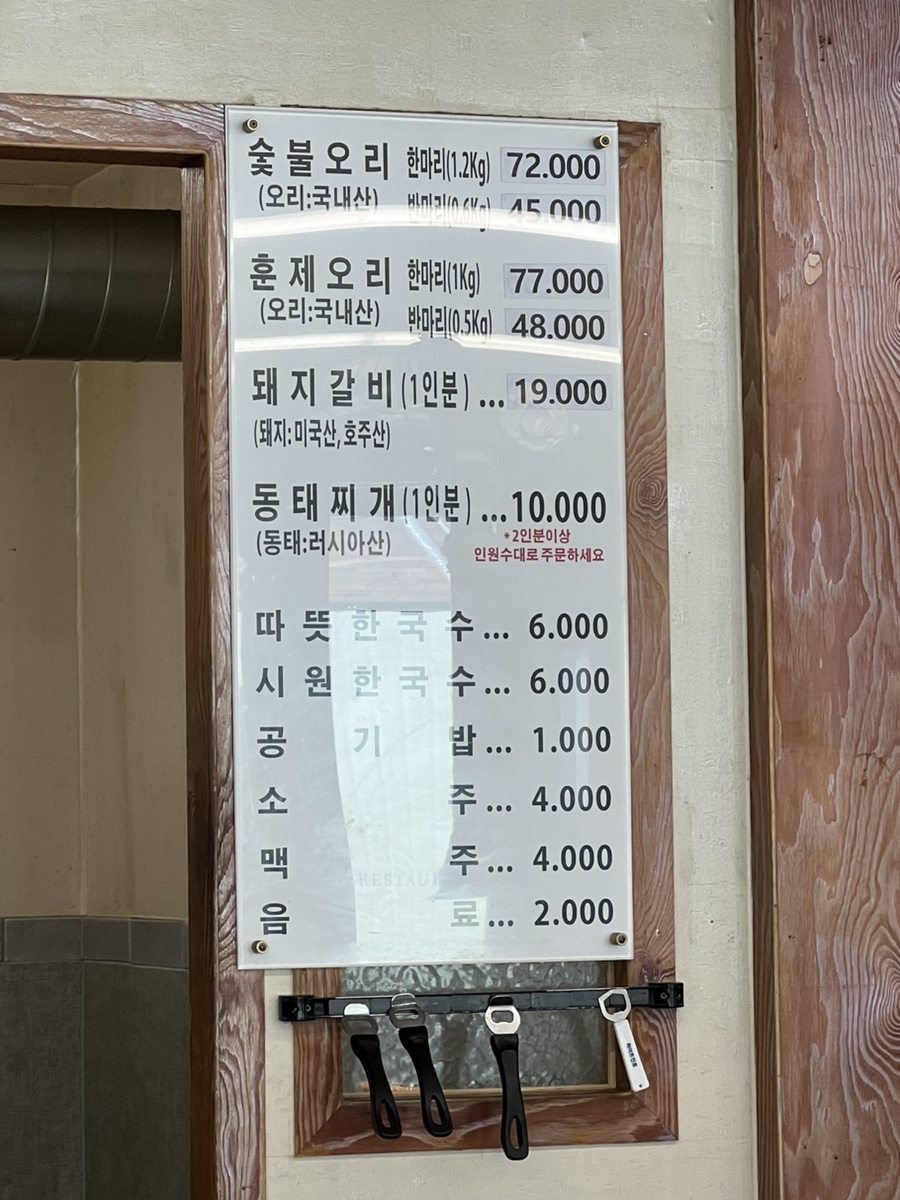 숯불오리 한마리(1.2Kg) 72.000
(오리:국내산) 반마리(0.6Kg) 45.000
훈제오리 한마리(1Kg) 77.000
(오리:국내산) 반마리(0.5Kg) 48.000
돼지갈비(1인분)...19.000
(돼지:미국산,호주산)
동태찌개(1인분)...10.000
(동태:러시아산)
*2인분이상
인원수대로 주문하세요
따뜻한국수... 6.000
시원한국수... 6.000
공기밥... 1.000
소주... 4.000
맥주... 4.000
음료... 2.000